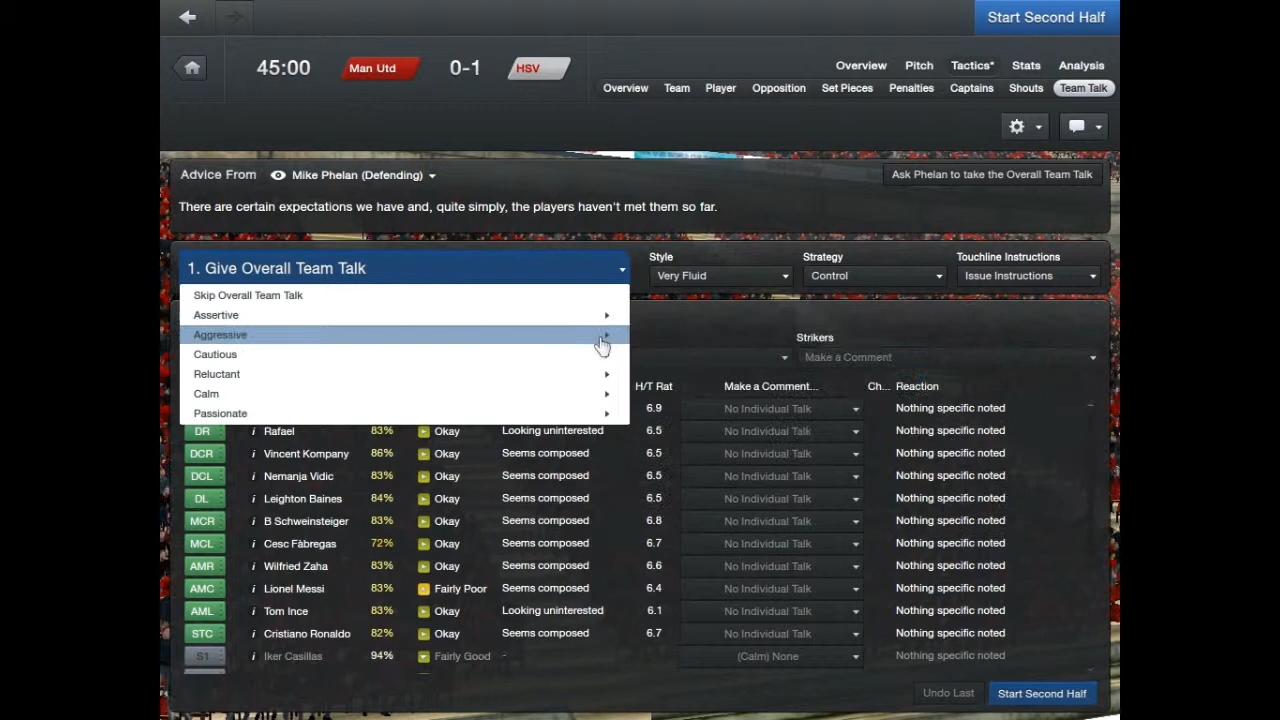 Start Second Half
45:00 Man Utd 0-1 HSV
Overview Pitch Tactics* Stats Analysis
Overview Team Player Opposition Set Pieces Penalties Captains Shouts Team Talk
Advice From Mike Phelan (Defending) Ask Phelan to take the Overall Team Talk
There are certain expectations we have and, quite simply, the players haven't met them so far.
1. Give Overall Team Talk
Style Strategy Touchline Instructions
Very Fluid Control Issue Instructions
Skip Overall Team Talk
Assertive
Aggressive
Cautious
Reluctant
Calm
Passionate
Strikers
Make a Comment
H/T Rat Make a Comment... Ch... Reaction
6.9 No Individual Talk Nothing specific noted
DR i Rafael 83% Okay Looking uninterested 6.5 No Individual Talk Nothing specific noted
DCR i Vincent Kompany 86% Okay Seems composed 6.5 No Individual Talk Nothing specific noted
DCL i Nemanja Vidic 83% Okay Seems composed 6.5 No Individual Talk Nothing specific noted
DL i Leighton Baines 84% Okay Seems composed 6.5 No Individual Talk Nothing specific noted
MCR i B Schweinsteiger 83% Okay Seems composed 6.8 No Individual Talk Nothing specific noted
MCL i Cesc Fàbregas 72% Okay Seems composed 6.7 No Individual Talk Nothing specific noted
AMR i Wilfried Zaha 83% Okay Seems composed 6.6 No Individual Talk Nothing specific noted
AMC i Lionel Messi 83% Fairly Poor Seems composed 6.4 No Individual Talk Nothing specific noted
AML i Tom Ince 83% Okay Looking uninterested 6.1 No Individual Talk Nothing specific noted
STC i Cristiano Ronaldo 82% Okay Seems composed 6.7 No Individual Talk Nothing specific noted
S1 i Iker Casillas 94% Fairly Good - (Calm) None Nothing specific noted
Undo Last Start Second Half